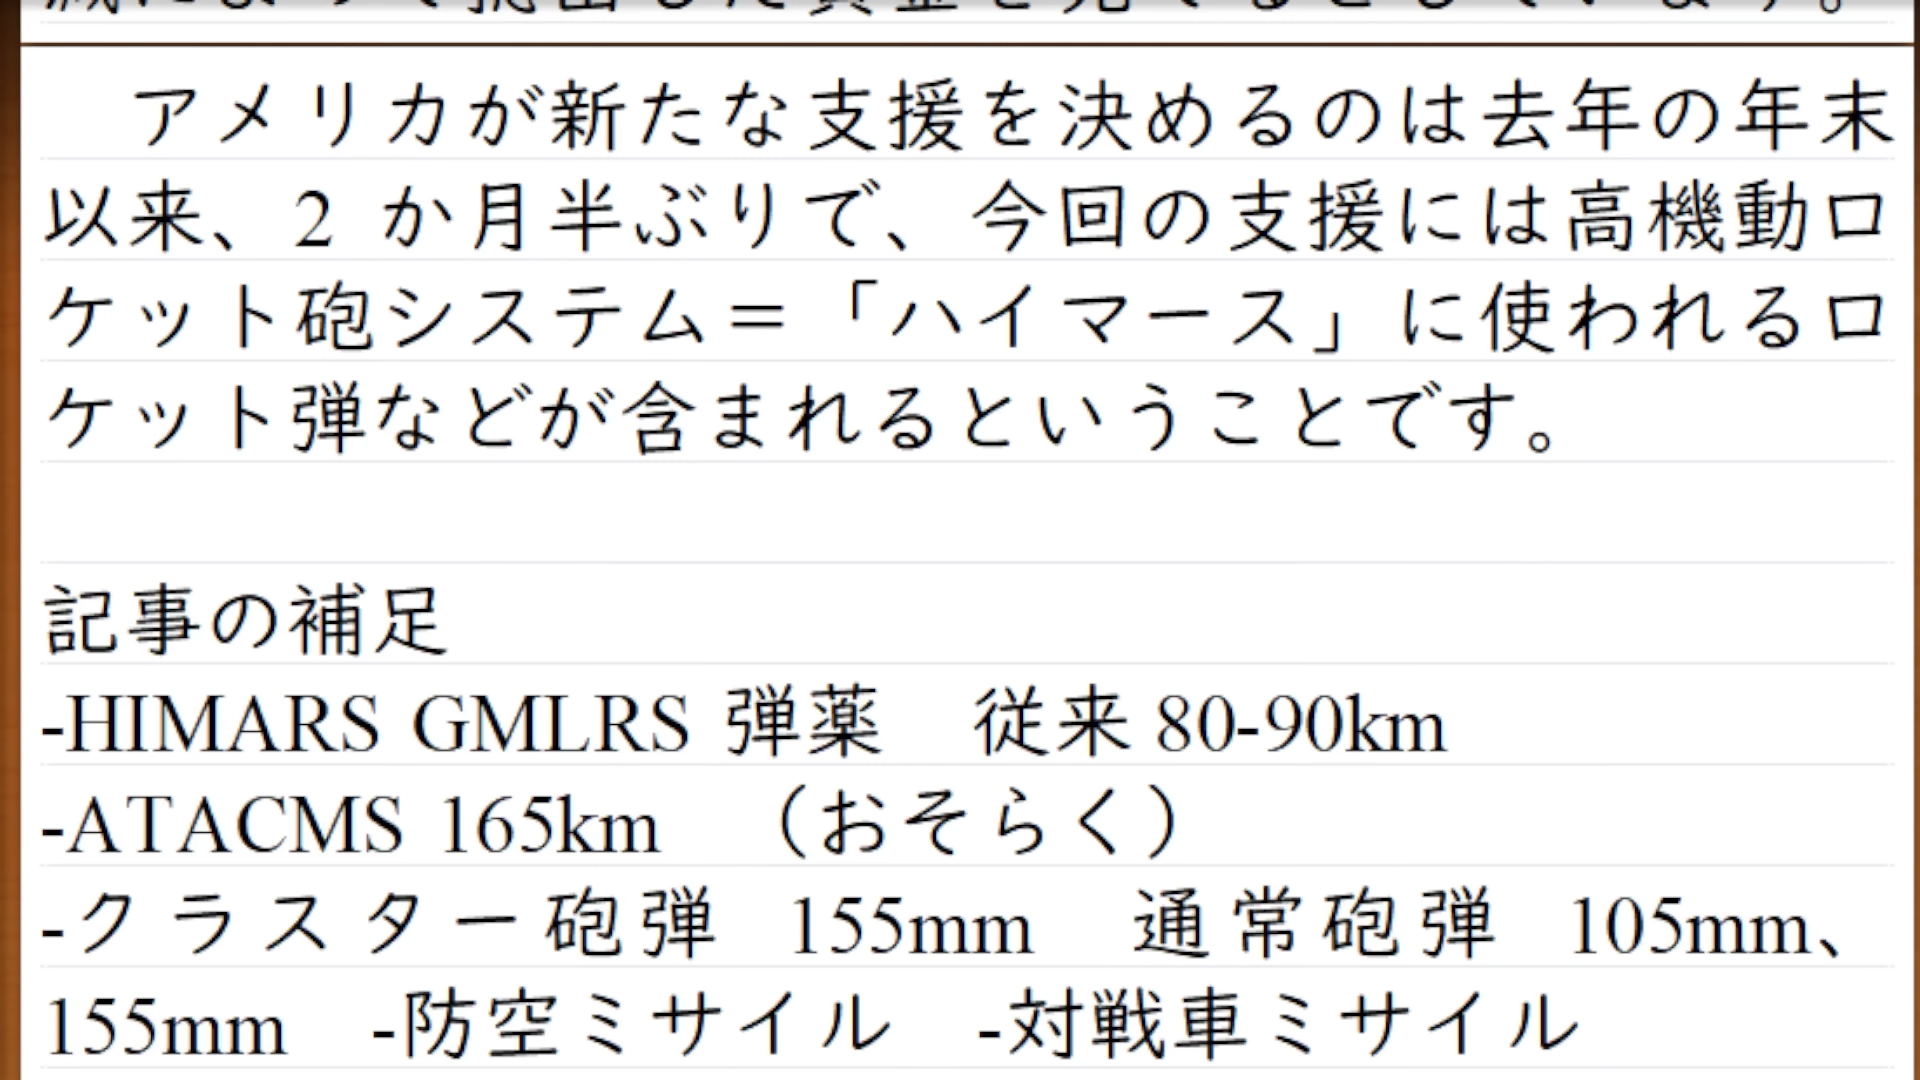 アメリカが新たな支援を決めるのは去年の年末
以来、2 か月半ぶりで、今回の支援には高機動ロ
ケット砲システム＝「ハイマース」に使われるロ
ケット弾などが含まれるということです。
記事の補足
-HIMARS GMLRS 弾薬　従来 80-90km
-ATACMS 165km　（おそらく）
-クラスター砲弾　155mm　通常砲弾　105mm、
155mm　-防空ミサイル　-対戦車ミサイル